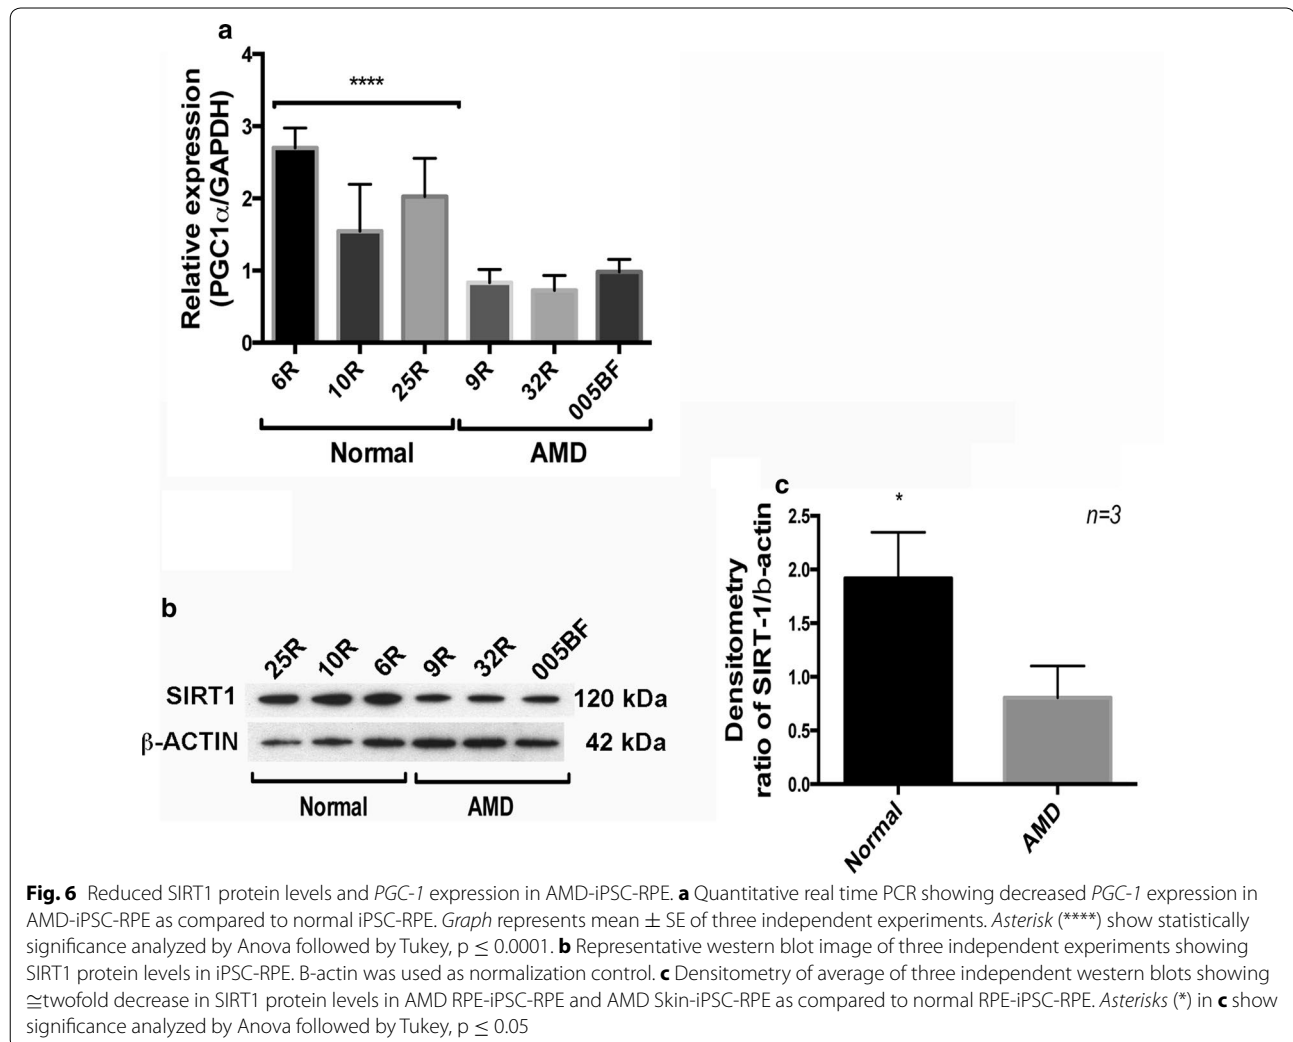 a
4
3
2
1
0
Relative expression
(PGC1α/GAPDH)
****
6R
10R
25R
9R
32R
005BF
Normal
AMD
b
25R
10R
6R
9R
32R
005BF
SIRT1
120 kDa
β-ACTIN
42 kDa
Normal
AMD
c
*
n=3
Densitometry
ratio of SIRT-1/b-actin
2.5
2.0
1.5
1.0
0.5
0.0
Normal
AMD
Fig. 6 Reduced SIRT1 protein levels and PGC-1 expression in AMD-iPSC-RPE. a Quantitative real time PCR showing decreased PGC-1 expression in
AMD-iPSC-RPE as compared to normal iPSC-RPE. Graph represents mean ± SE of three independent experiments. Asterisk (****) show statistically
significance analyzed by Anova followed by Tukey, p ≤ 0.0001. b Representative western blot image of three independent experiments showing
SIRT1 protein levels in iPSC-RPE. B-actin was used as normalization control. c Densitometry of average of three independent western blots showing
≅twofold decrease in SIRT1 protein levels in AMD RPE-iPSC-RPE and AMD Skin-iPSC-RPE as compared to normal RPE-iPSC-RPE. Asterisks (*) in c show
significance analyzed by Anova followed by Tukey, p ≤ 0.05